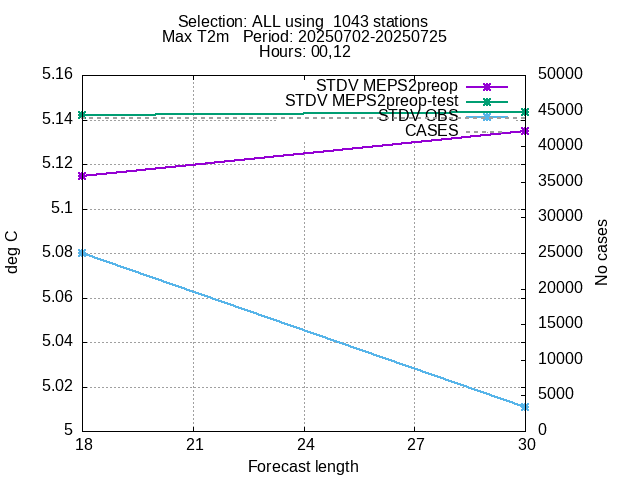 Selection: ALL using  1043 stations
Max T2m   Period: 20250702-20250725
Hours: 00,12
STDV MEPS2preop
STDV MEPS2preop-test
STDV OBS
CASES
5.16
5.14
5.12
5.1
5.08
5.06
5.04
5.02
5
50000
45000
40000
35000
30000
25000
20000
15000
10000
5000
0
deg C
No cases
18 21 24 27 30
Forecast length